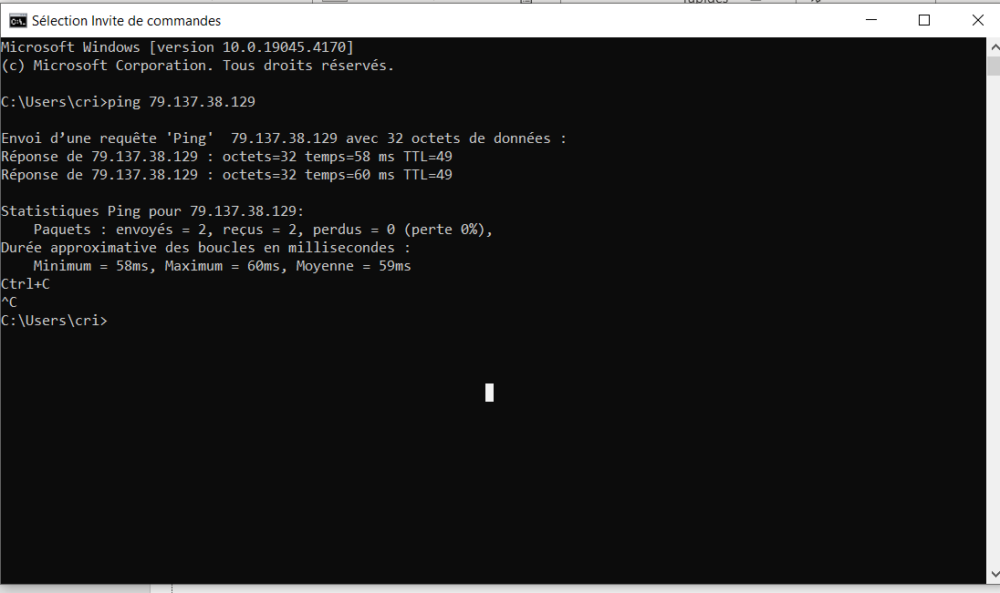 Sélection Invite de commandes
Microsoft Windows [version 10.0.19045.4170]
(c) Microsoft Corporation. Tous droits réservés.
C:\Users\cri>ping 79.137.38.129
Envoi d’une requête 'Ping'  79.137.38.129 avec 32 octets de données :
Réponse de 79.137.38.129 : octets=32 temps=58 ms TTL=49
Réponse de 79.137.38.129 : octets=32 temps=60 ms TTL=49
Statistiques Ping pour 79.137.38.129:
    Paquets : envoyés = 2, reçus = 2, perdus = 0 (perte 0%),
Durée approximative des boucles en millisecondes :
    Minimum = 58ms, Maximum = 60ms, Moyenne = 59ms
Ctrl+C
^C
C:\Users\cri>